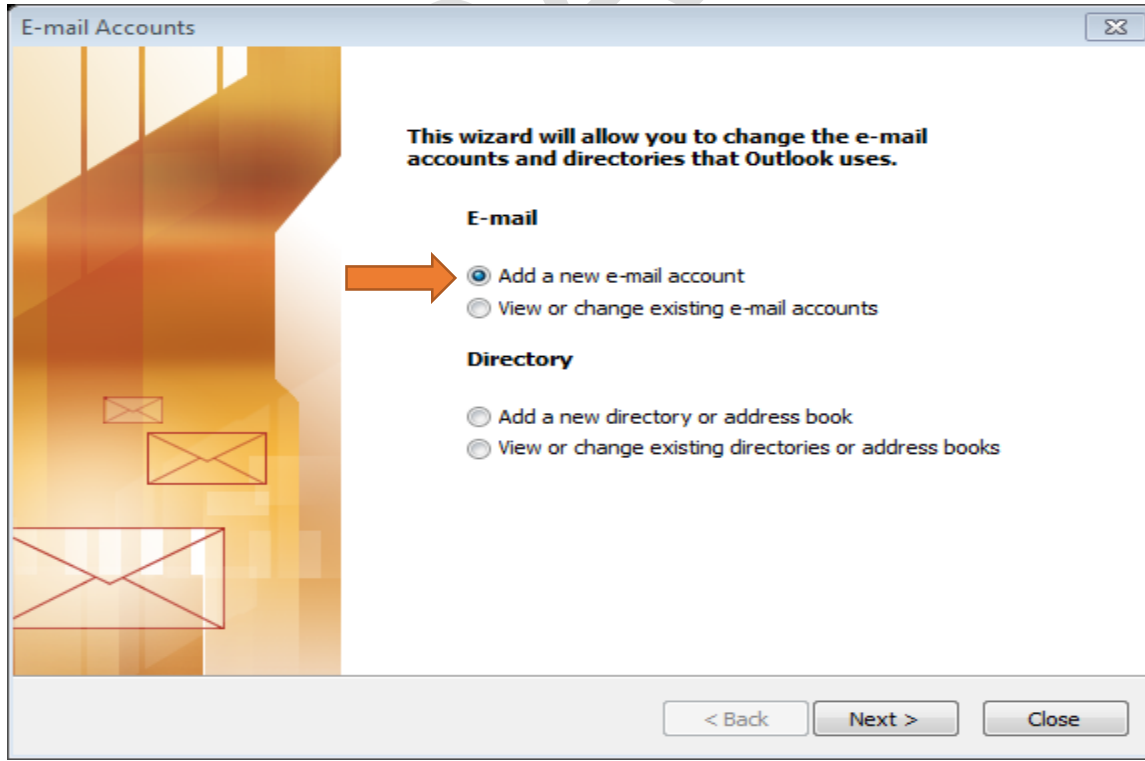 E-mail Accounts
This wizard will allow you to change the e-mail
accounts and directories that Outlook uses.
E-mail
Add a new e-mail account
View or change existing e-mail accounts
Directory
Add a new directory or address book
View or change existing directories or address books
< Back
Next >
Close